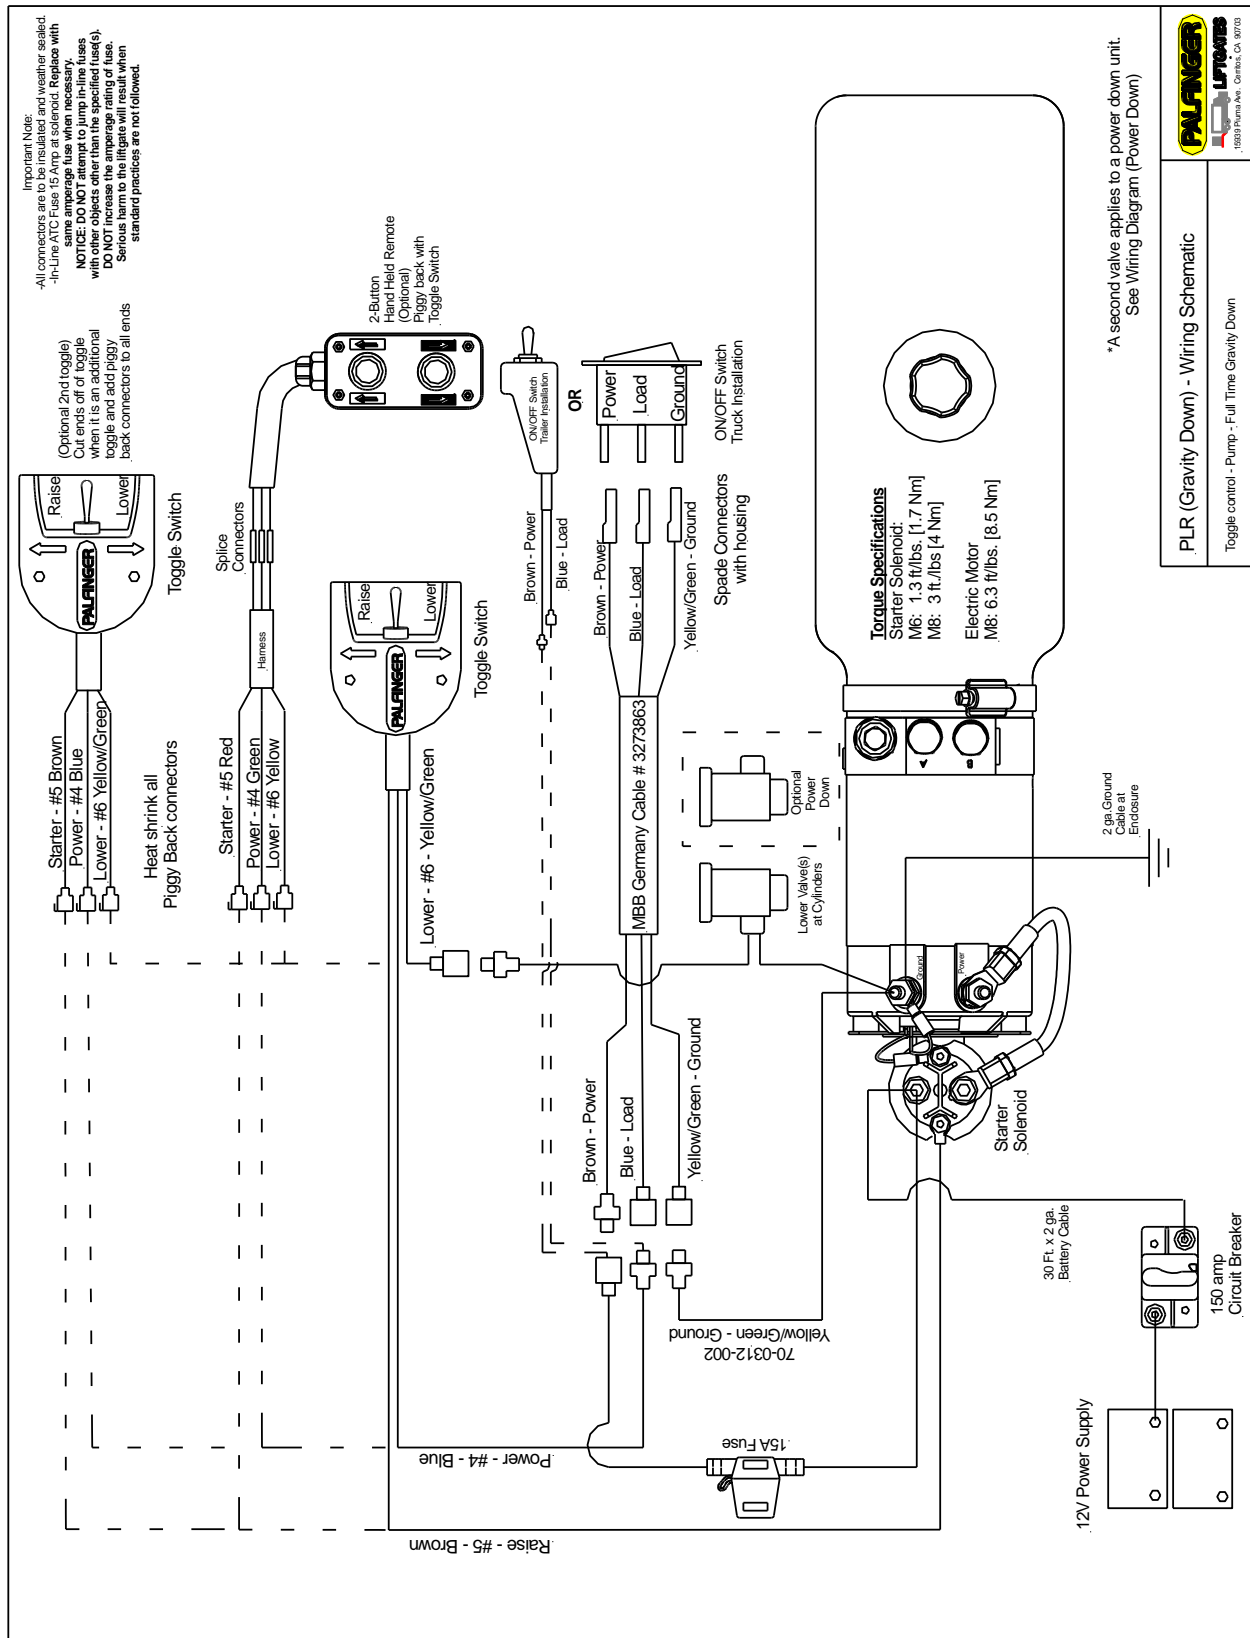 Important Note:
-All connectors are to be insulated and weather sealed.
-In-Line ATC Fuse 15 Amp at solenoid. Replace with
same amperage fuse when necessary.
NOTICE: DO NOT attempt to jump in-line fuses
with other objects other than the specified fuse(s).
DO NOT increase the amperage rating of fuse.
Serious harm to the liftgate will result when
standard practices are not followed.
(Optional 2nd toggle)
Cut ends off of toggle
when it is an additional
toggle and add piggy
back connectors to all ends
Raise
Lower
PALFINGER
Toggle Switch
Starter - #5 Brown
Power - #4 Blue
Lower - #6 Yellow/Green
Heat shrink all
Piggy Back connectors
2-Button
Hand Held Remote
(Optional)
Piggy back with
Toggle Switch
Splice
Connectors
Harness
Starter - #5 Red
Power - #4 Green
Lower - #6 Yellow
Raise
Lower
PALFINGER
Toggle Switch
Lower - #6 - Yellow/Green
ON/OFF Switch
Trailer Installation
Brown - Power
Blue - Load
OR
Power
Load
Ground
ON/OFF Switch
Truck Installation
Spade Connectors
with housing
Brown - Power
Blue - Load
Yellow/Green - Ground
MBB Germany Cable # 3273863
Brown - Power
Blue - Load
Yellow/Green - Ground
Optional
Power
Down
Lower Valve(s)
at Cylinders
Yellow/Green - Ground
70-0312-002
Power - #4 - Blue
Raise - #5 - Brown
15A Fuse
Torque Specifications
Starter Solenoid:
M6: 1.3 ft/lbs. [1.7 Nm]
M8: 3 ft./lbs [4 Nm]
Electric Motor
M8: 6.3 ft/lbs. [8.5 Nm]
A
B
Ground
Power
2 ga.Ground
Cable at
Enclosure
Starter
Solenoid
30 Ft. x 2 ga.
Battery Cable
150 amp
Circuit Breaker
12V Power Supply
*A second valve applies to a power down unit.
See Wiring Diagram (Power Down)
PALFINGER
LIFTGATES
15939 Piuma Ave. Cerritos, CA 90703
PLR (Gravity Down) - Wiring Schematic
Toggle control - Pump - Full Time Gravity Down